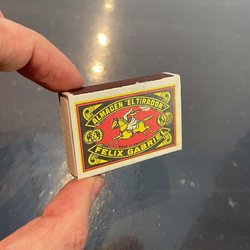 ALMACEN "EL TIRADOR"
FELIX GABRIEL